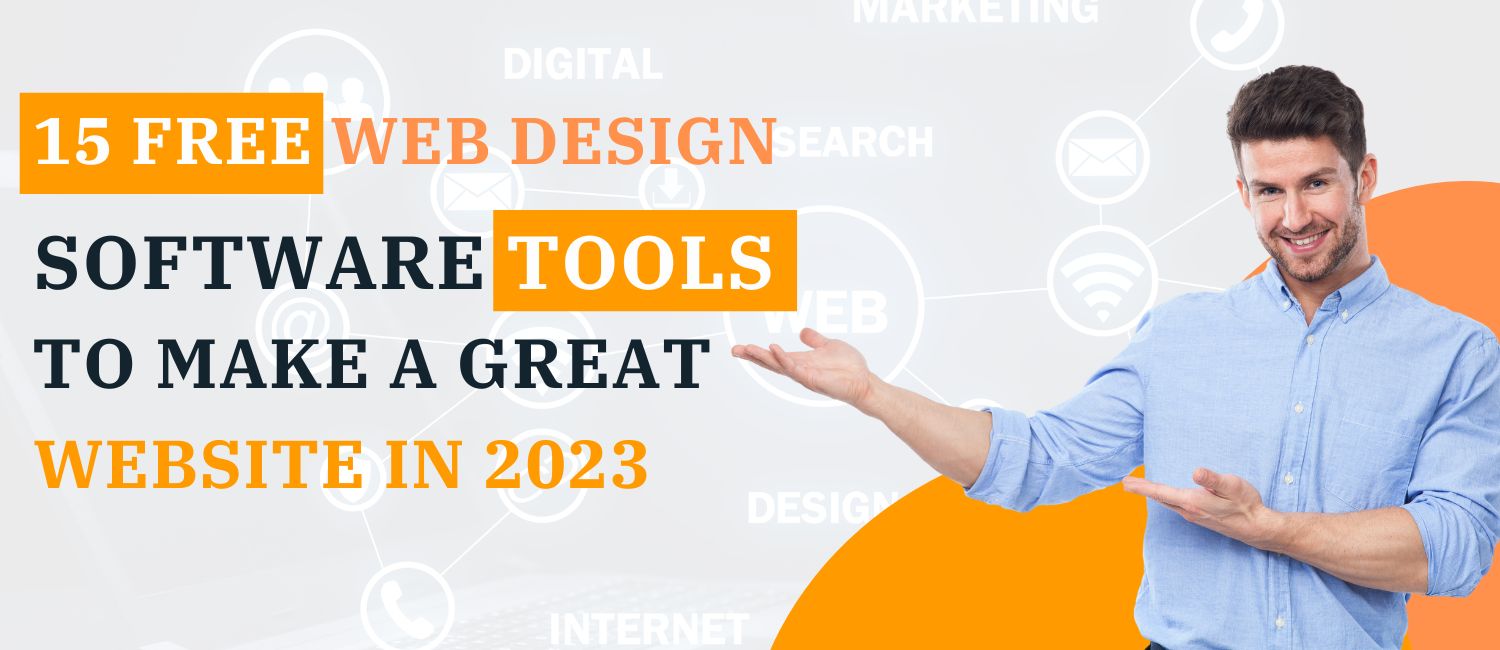 MARKETING
DIGITAL
15 FREE WEB DESIGN
SEARCH
SOFTWARE TOOLS
WEB
TO MAKE A GREAT
WEBSITE IN 2023
DESIGN
INTERNET